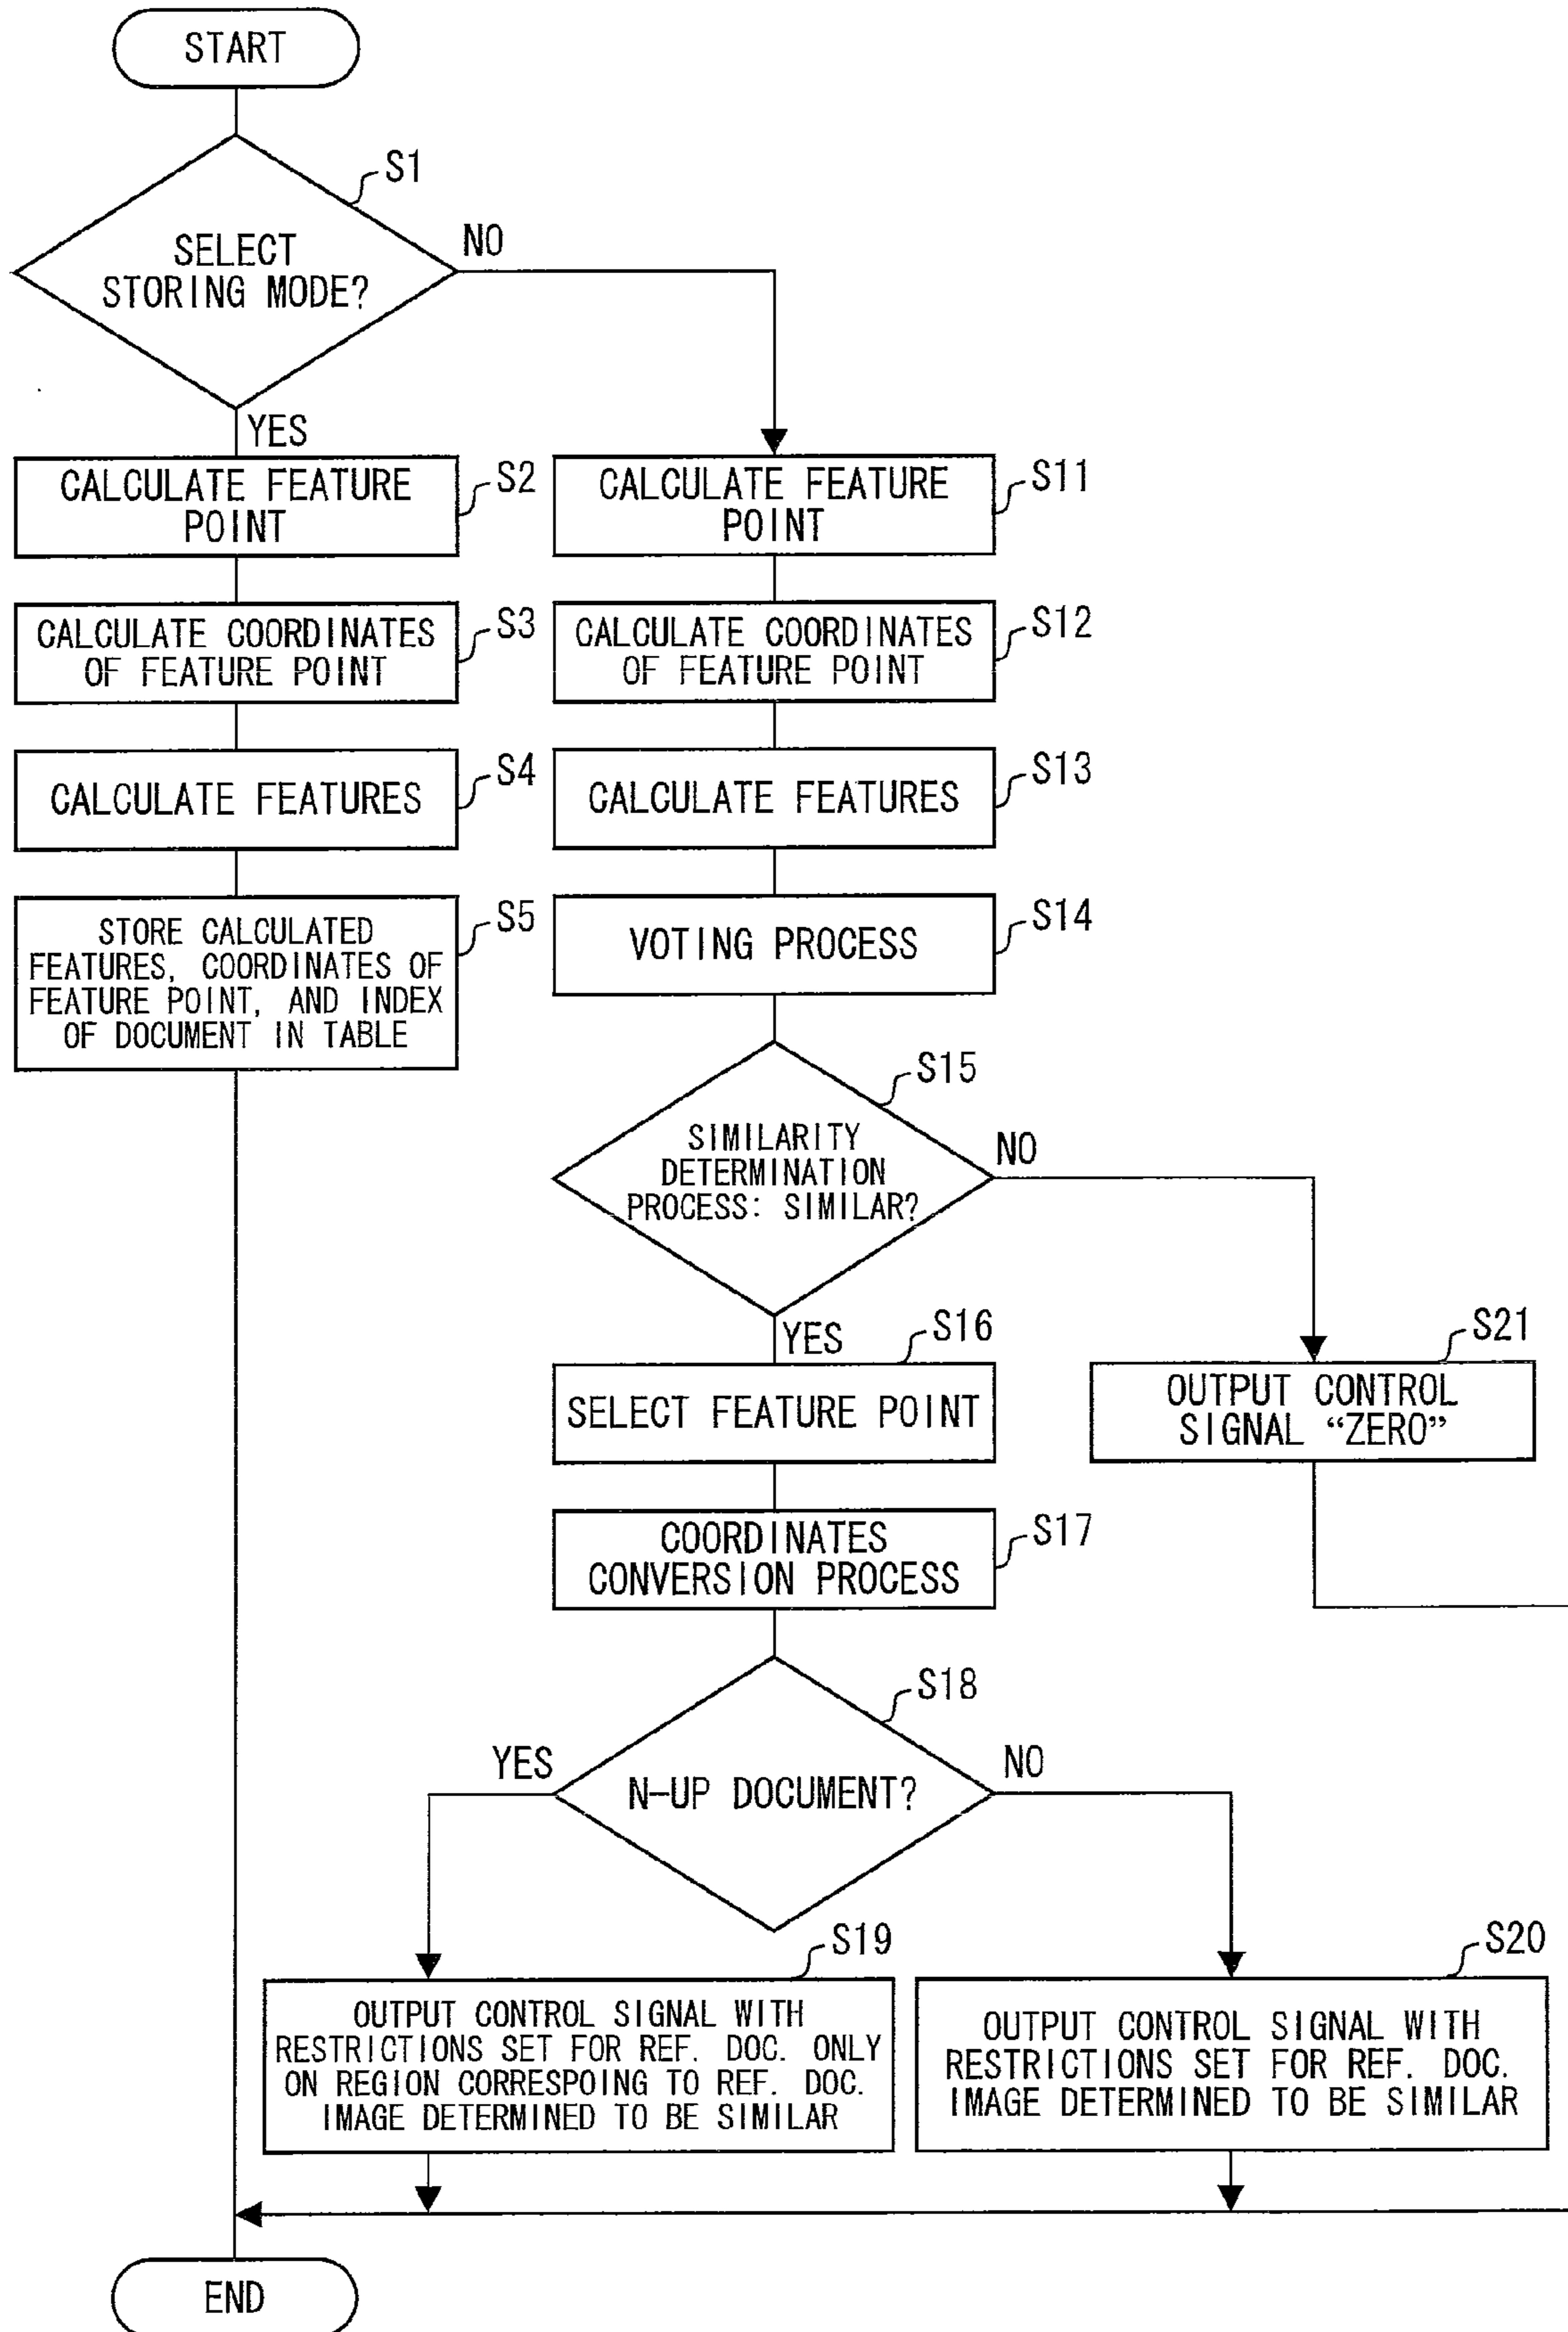 START
S1
SELECT
STORING MODE?
NO
YES
CALCULATE FEATURE
POINT
S2
CALCULATE COORDINATES
OF FEATURE POINT
S3
CALCULATE FEATURES
S4
STORE CALCULATED
FEATURES, COORDINATES OF
FEATURE POINT, AND INDEX
OF DOCUMENT IN TABLE
S5
CALCULATE FEATURE
POINT
S11
CALCULATE COORDINATES
OF FEATURE POINT
S12
CALCULATE FEATURES
S13
VOTING PROCESS
S14
S15
SIMILARITY
DETERMINATION
PROCESS: SIMILAR?
NO
YES
S16
SELECT FEATURE POINT
S21
OUTPUT CONTROL
SIGNAL “ZERO”
COORDINATES
CONVERSION PROCESS
S17
S18
YES
N-UP DOCUMENT?
NO
S19
OUTPUT CONTROL SIGNAL WITH
RESTRICTIONS SET FOR REF. DOC. ONLY
ON REGION CORRESPOING TO REF. DOC.
IMAGE DETERMINED TO BE SIMILAR
S20
OUTPUT CONTROL SIGNAL WITH
RESTRICTIONS SET FOR REF. DOC.
IMAGE DETERMINED TO BE SIMILAR
END